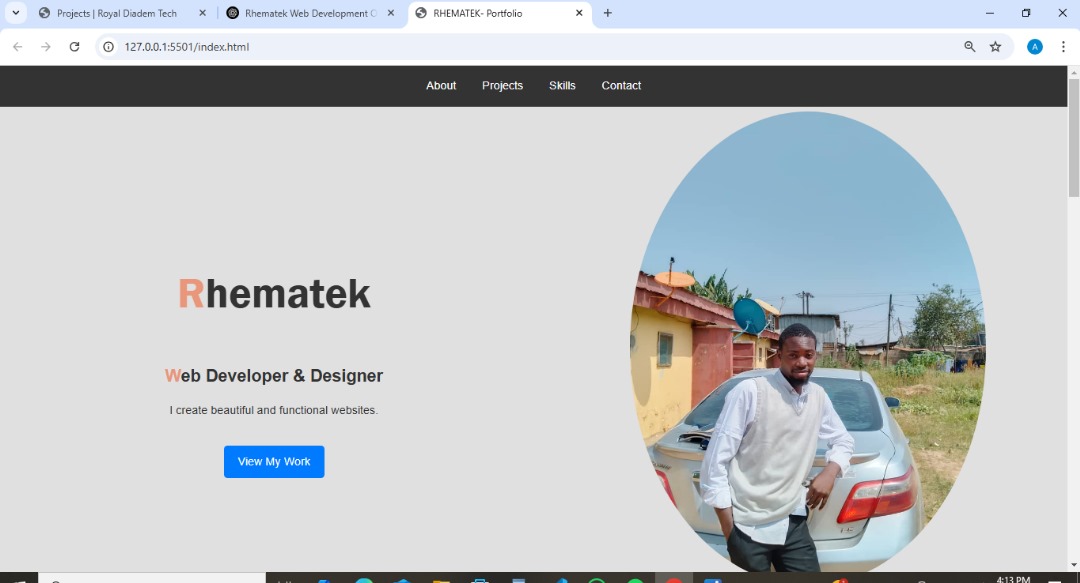 Projects | Royal Diadem Tech
Rhematek Web Development C
RHEMATEK- Portfolio
127.0.0.1:5501/index.html
A
About Projects Skills Contact
Rhematek
Web Developer & Designer
I create beautiful and functional websites.
View My Work
4:13 PM